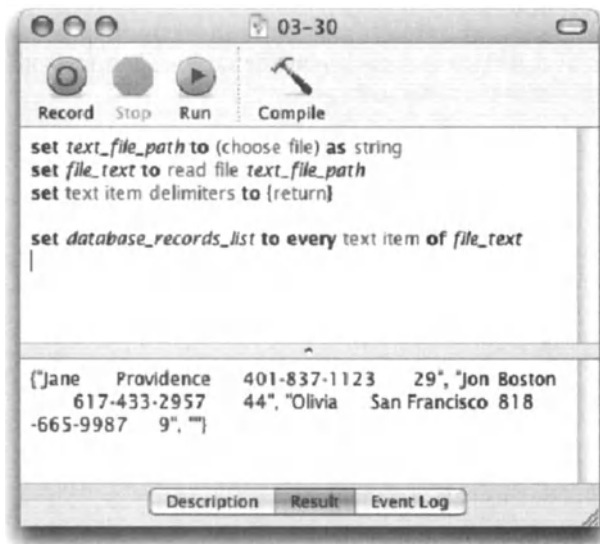 03-30
Record Stop Run Compile
set text_file_path to (choose file) as string
set file_text to read file text_file_path
set text item delimiters to {return}
set database_records_list to every text item of file_text
{"Jane Providence 401-837-1123 29", "Jon Boston
617-433-2957 44", "Olivia San Francisco 818
-665-9987 9", ""}
Description Result Event Log